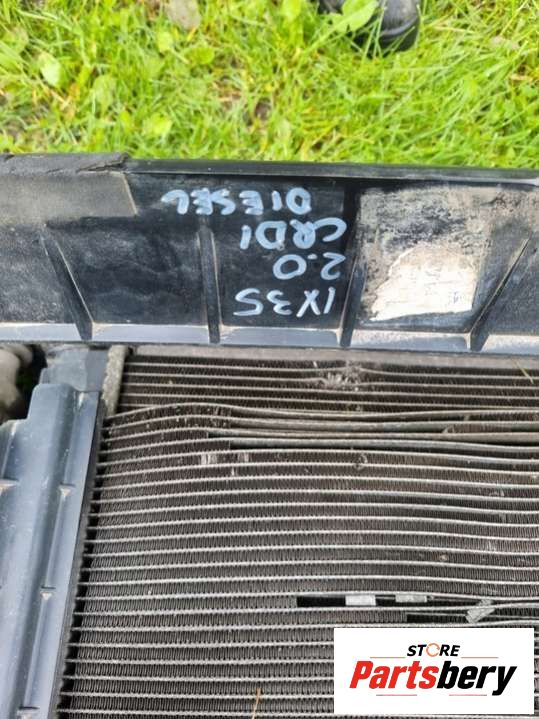 IX35
2.0
CRDI
DIESEL
STORE
Partsbery